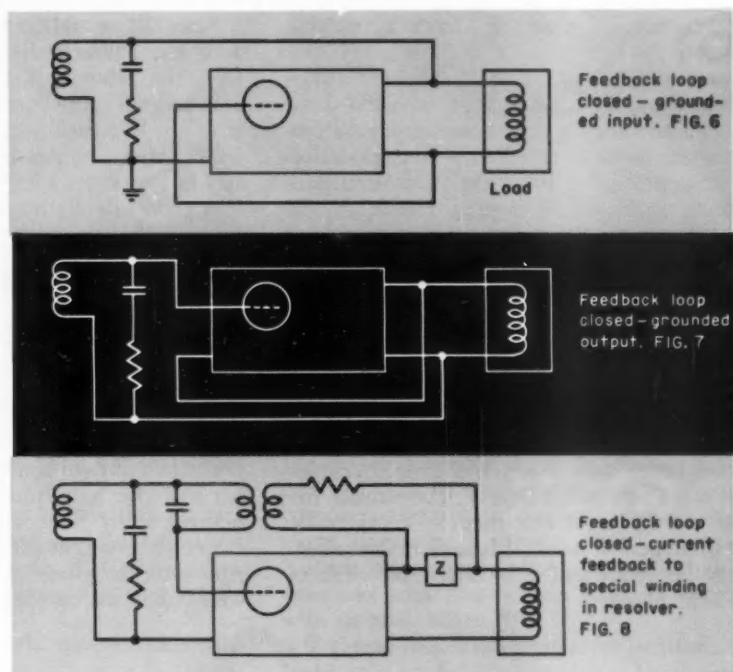 Feedback loop
closed – ground-
ed input. FIG. 6
Load
Feedback loop
closed – grounded
output. FIG. 7
Z
Feedback loop
closed – current
feedback to
special winding
in resolver.
FIG. 8